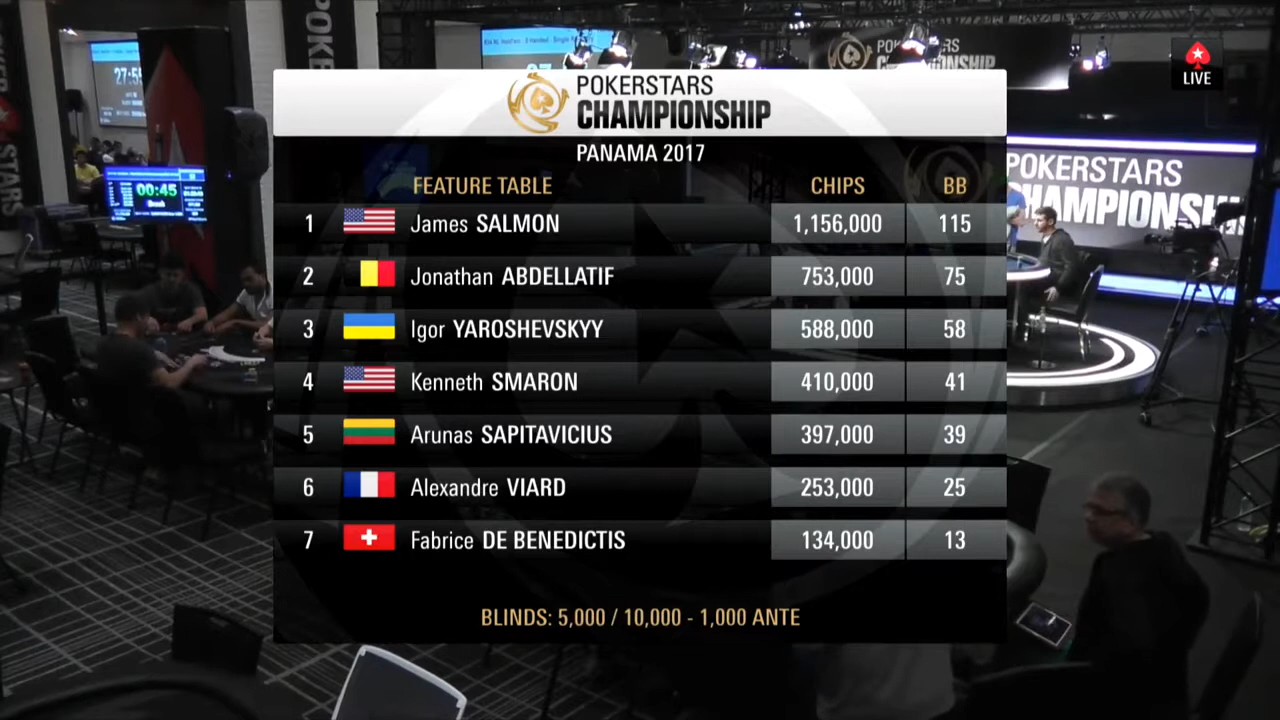 POKERSTARS
CHAMPIONSHIP
PANAMA 2017
FEATURE TABLE CHIPS BB
1 James SALMON 1,156,000 115
2 Jonathan ABDELLATIF 753,000 75
3 Igor YAROSHEVSKYY 588,000 58
4 Kenneth SMARON 410,000 41
5 Arunas SAPITAVICIUS 397,000 39
6 Alexandre VIARD 253,000 25
7 Fabrice DE BENEDICTIS 134,000 13
BLINDS: 5,000 / 10,000 - 1,000 ANTE
LIVE
POKERSTARS
CHAMPIONSHIP
00:45
Break
STARS